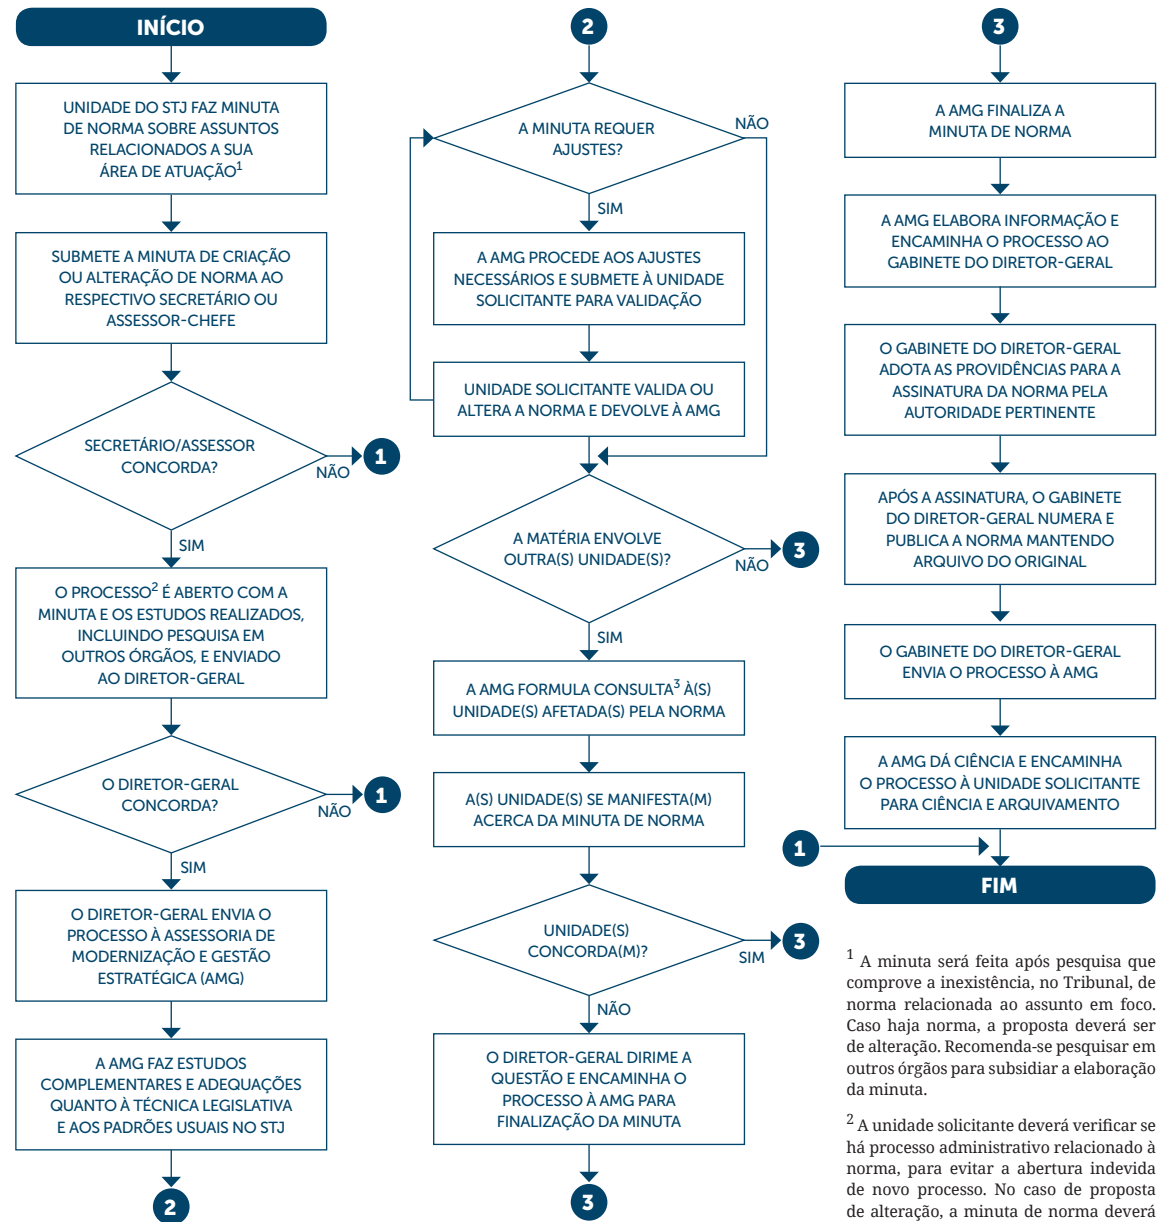 INÍCIO
UNIDADE DO STJ FAZ MINUTA
DE NORMA SOBRE ASSUNTOS
RELACIONADOS A SUA
ÁREA DE ATUAÇÃO1
SUBMETE A MINUTA DE CRIAÇÃO
OU ALTERAÇÃO DE NORMA AO
RESPECTIVO SECRETÁRIO OU
ASSESSOR-CHEFE
SECRETÁRIO/ASSESSOR
CONCORDA?
NÃO
1
SIM
O PROCESSO2 É ABERTO COM A
MINUTA E OS ESTUDOS REALIZADOS,
INCLUINDO PESQUISA EM
OUTROS ÓRGÃOS, E ENVIADO
AO DIRETOR-GERAL
O DIRETOR-GERAL
CONCORDA?
NÃO
1
SIM
O DIRETOR-GERAL ENVIA O
PROCESSO À ASSESSORIA DE
MODERNIZAÇÃO E GESTÃO
ESTRATÉGICA (AMG)
A AMG FAZ ESTUDOS
COMPLEMENTARES E ADEQUAÇÕES
QUANTO À TÉCNICA LEGISLATIVA
E AOS PADRÕES USUAIS NO STJ
2
2
A MINUTA REQUER
AJUSTES?
NÃO
SIM
A AMG PROCEDE AOS AJUSTES
NECESSÁRIOS E SUBMETE À UNIDADE
SOLICITANTE PARA VALIDAÇÃO
UNIDADE SOLICITANTE VALIDA OU
ALTERA A NORMA E DEVOLVE À AMG
A MATÉRIA ENVOLVE
OUTRA(S) UNIDADE(S)?
NÃO
3
SIM
A AMG FORMULA CONSULTA3 À(S)
UNIDADE(S) AFETADA(S) PELA NORMA
A(S) UNIDADE(S) SE MANIFESTA(M)
ACERCA DA MINUTA DE NORMA
UNIDADE(S)
CONCORDA(M)?
SIM
3
NÃO
O DIRETOR-GERAL DIRIME A
QUESTÃO E ENCAMINHA O
PROCESSO À AMG PARA
FINALIZAÇÃO DA MINUTA
3
3
A AMG FINALIZA A
MINUTA DE NORMA
A AMG ELABORA INFORMAÇÃO E
ENCAMINHA O PROCESSO AO
GABINETE DO DIRETOR-GERAL
O GABINETE DO DIRETOR-GERAL
ADOTA AS PROVIDÊNCIAS PARA A
ASSINATURA DA NORMA PELA
AUTORIDADE PERTINENTE
APÓS A ASSINATURA, O GABINETE
DO DIRETOR-GERAL NUMERA E
PUBLICA A NORMA MANTENDO
ARQUIVO DO ORIGINAL
O GABINETE DO DIRETOR-GERAL
ENVIA O PROCESSO À AMG
A AMG DÁ CIÊNCIA E ENCAMINHA
O PROCESSO À UNIDADE SOLICITANTE
PARA CIÊNCIA E ARQUIVAMENTO
1
FIM
1 A minuta será feita após pesquisa que
comprove a inexistência, no Tribunal, de
norma relacionada ao assunto em foco.
Caso haja norma, a proposta deverá ser
de alteração. Recomenda-se pesquisar em
outros órgãos para subsidiar a elaboração
da minuta.
2 A unidade solicitante deverá verificar se
há processo administrativo relacionado à
norma, para evitar a abertura indevida
de novo processo. No caso de proposta
de alteração, a minuta de norma deverá